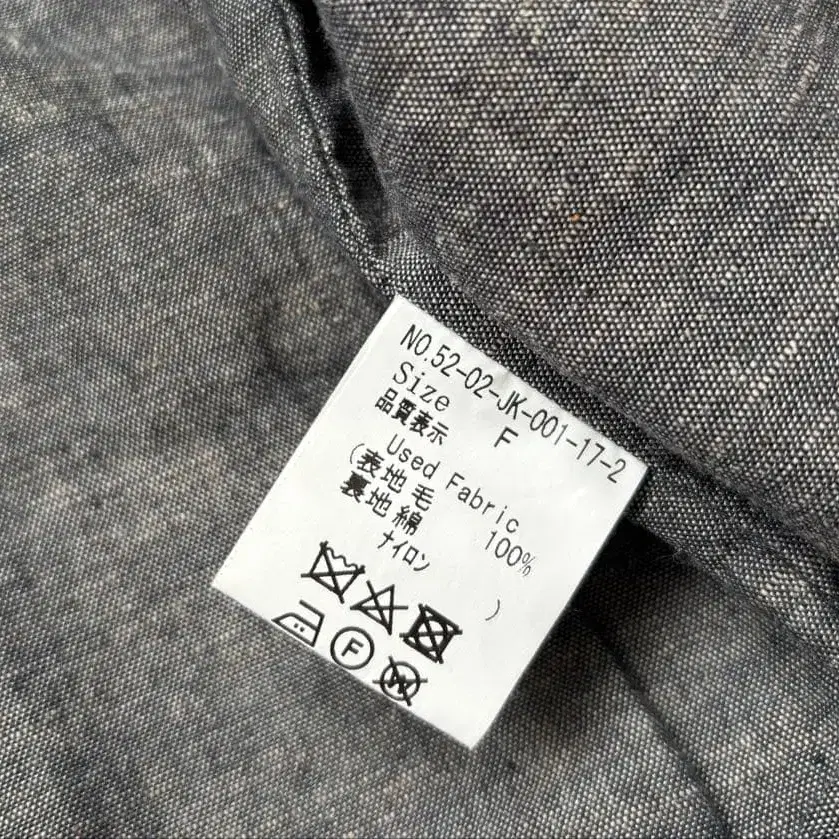 NO.52-02-JK-001-17-2
Size F
品質表示
Used Fabric
(表地 毛 100%
裏地 綿
ナイロン )
F
W